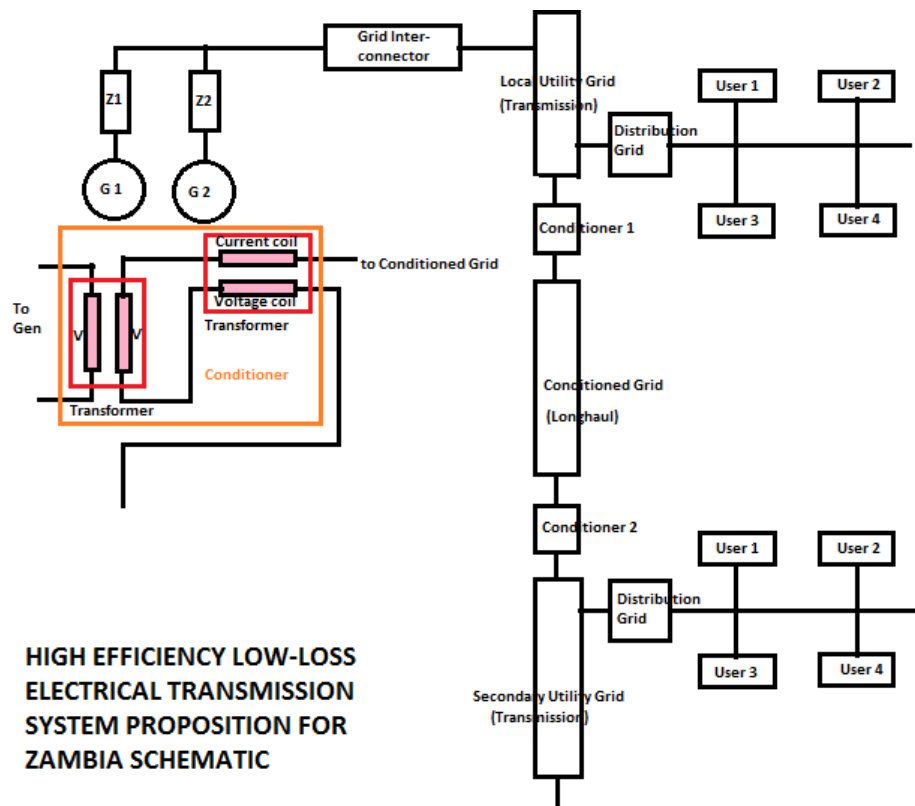 Grid Inter-
connector
Z1
Z2
G 1
G 2
Local Utility Grid
(Transmission)
Distribution
Grid
User 1
User 2
User 3
User 4
Conditioner 1
Current coil
to Conditioned Grid
Voltage coil
To
Gen
V
V
Transformer
Conditioner
Transformer
Conditioned Grid
(Longhaul)
Conditioner 2
User 1
User 2
Distribution
Grid
User 3
User 4
Secondary Utility Grid
(Transmission)
HIGH EFFICIENCY LOW-LOSS
ELECTRICAL TRANSMISSION
SYSTEM PROPOSITION FOR
ZAMBIA SCHEMATIC